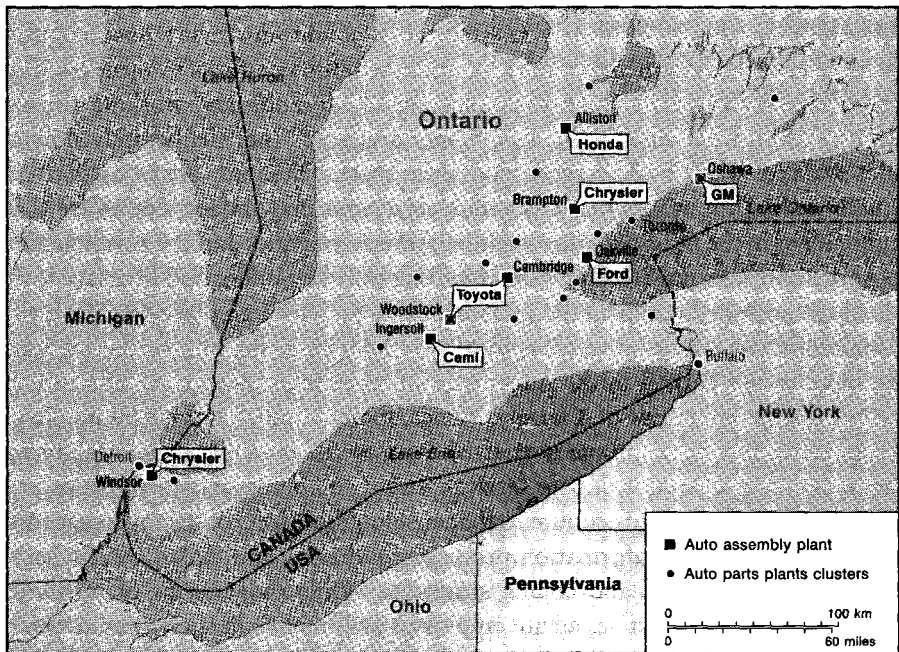 Lake Huron
Ontario
Alliston
Honda
Oshawa
GM
Brampton
Chrysler
Lake Ontario
Toronto
Oakville
Ford
Cambridge
Toyota
Woodstock
Ingersoll
Cami
Michigan
Buffalo
New York
Detroit
Chrysler
Windsor
Lake Erie
CANADA
USA
Pennsylvania
Ohio
Auto assembly plant
Auto parts plants clusters
0 100 km
0 60 miles